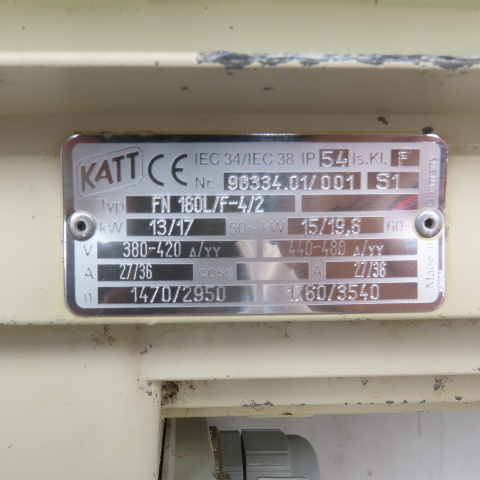 KATT CE IEC 34/IEC 38 IP 54 Is.Kl. F
Nr. 98334.01/001 S1
Typ FN 160L/F-4/2
kW 13/17 50~ kW 15/19,6 60~
V 380-420 Δ/YY 440-480 Δ/YY
A 27/36 cosφ A 27/36
n 1470/2950 1760/3540
Made in